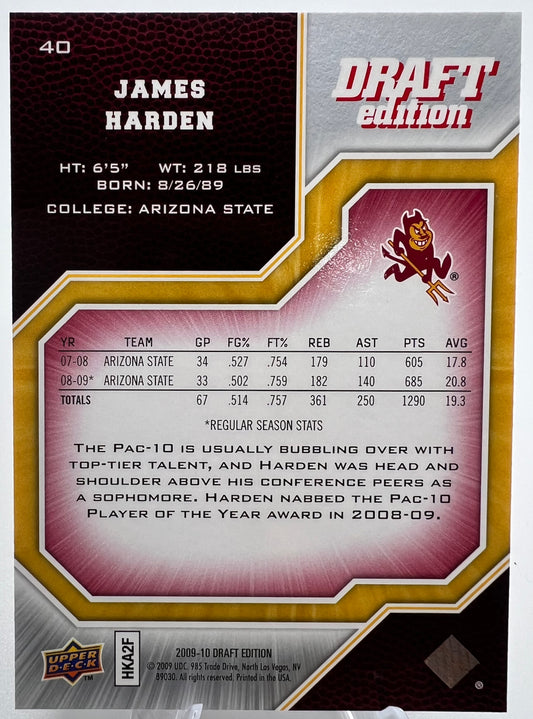 40
JAMES
HARDEN
DRAFT
edition
HT: 6'5" WT: 218 LBS
BORN: 8/26/89
COLLEGE: ARIZONA STATE
®
YR TEAM GP FG% FT% REB AST PTS AVG
07-08 ARIZONA STATE 34 .527 .754 179 110 605 17.8
08-09* ARIZONA STATE 33 .502 .759 182 140 685 20.8
TOTALS 67 .514 .757 361 250 1290 19.3
*REGULAR SEASON STATS
THE PAC-10 IS USUALLY BUBBLING OVER WITH
TOP-TIER TALENT, AND HARDEN WAS HEAD AND
SHOULDER ABOVE HIS CONFERENCE PEERS AS
A SOPHOMORE. HARDEN NABBED THE PAC-10
PLAYER OF THE YEAR AWARD IN 2008-09.
UPPER
DECK
TM
HKA2F
2009-10 DRAFT EDITION
© 2009 UDC. 985 Trade Drive, North Las Vegas, NV
89030. All rights reserved. Printed in the USA.
®